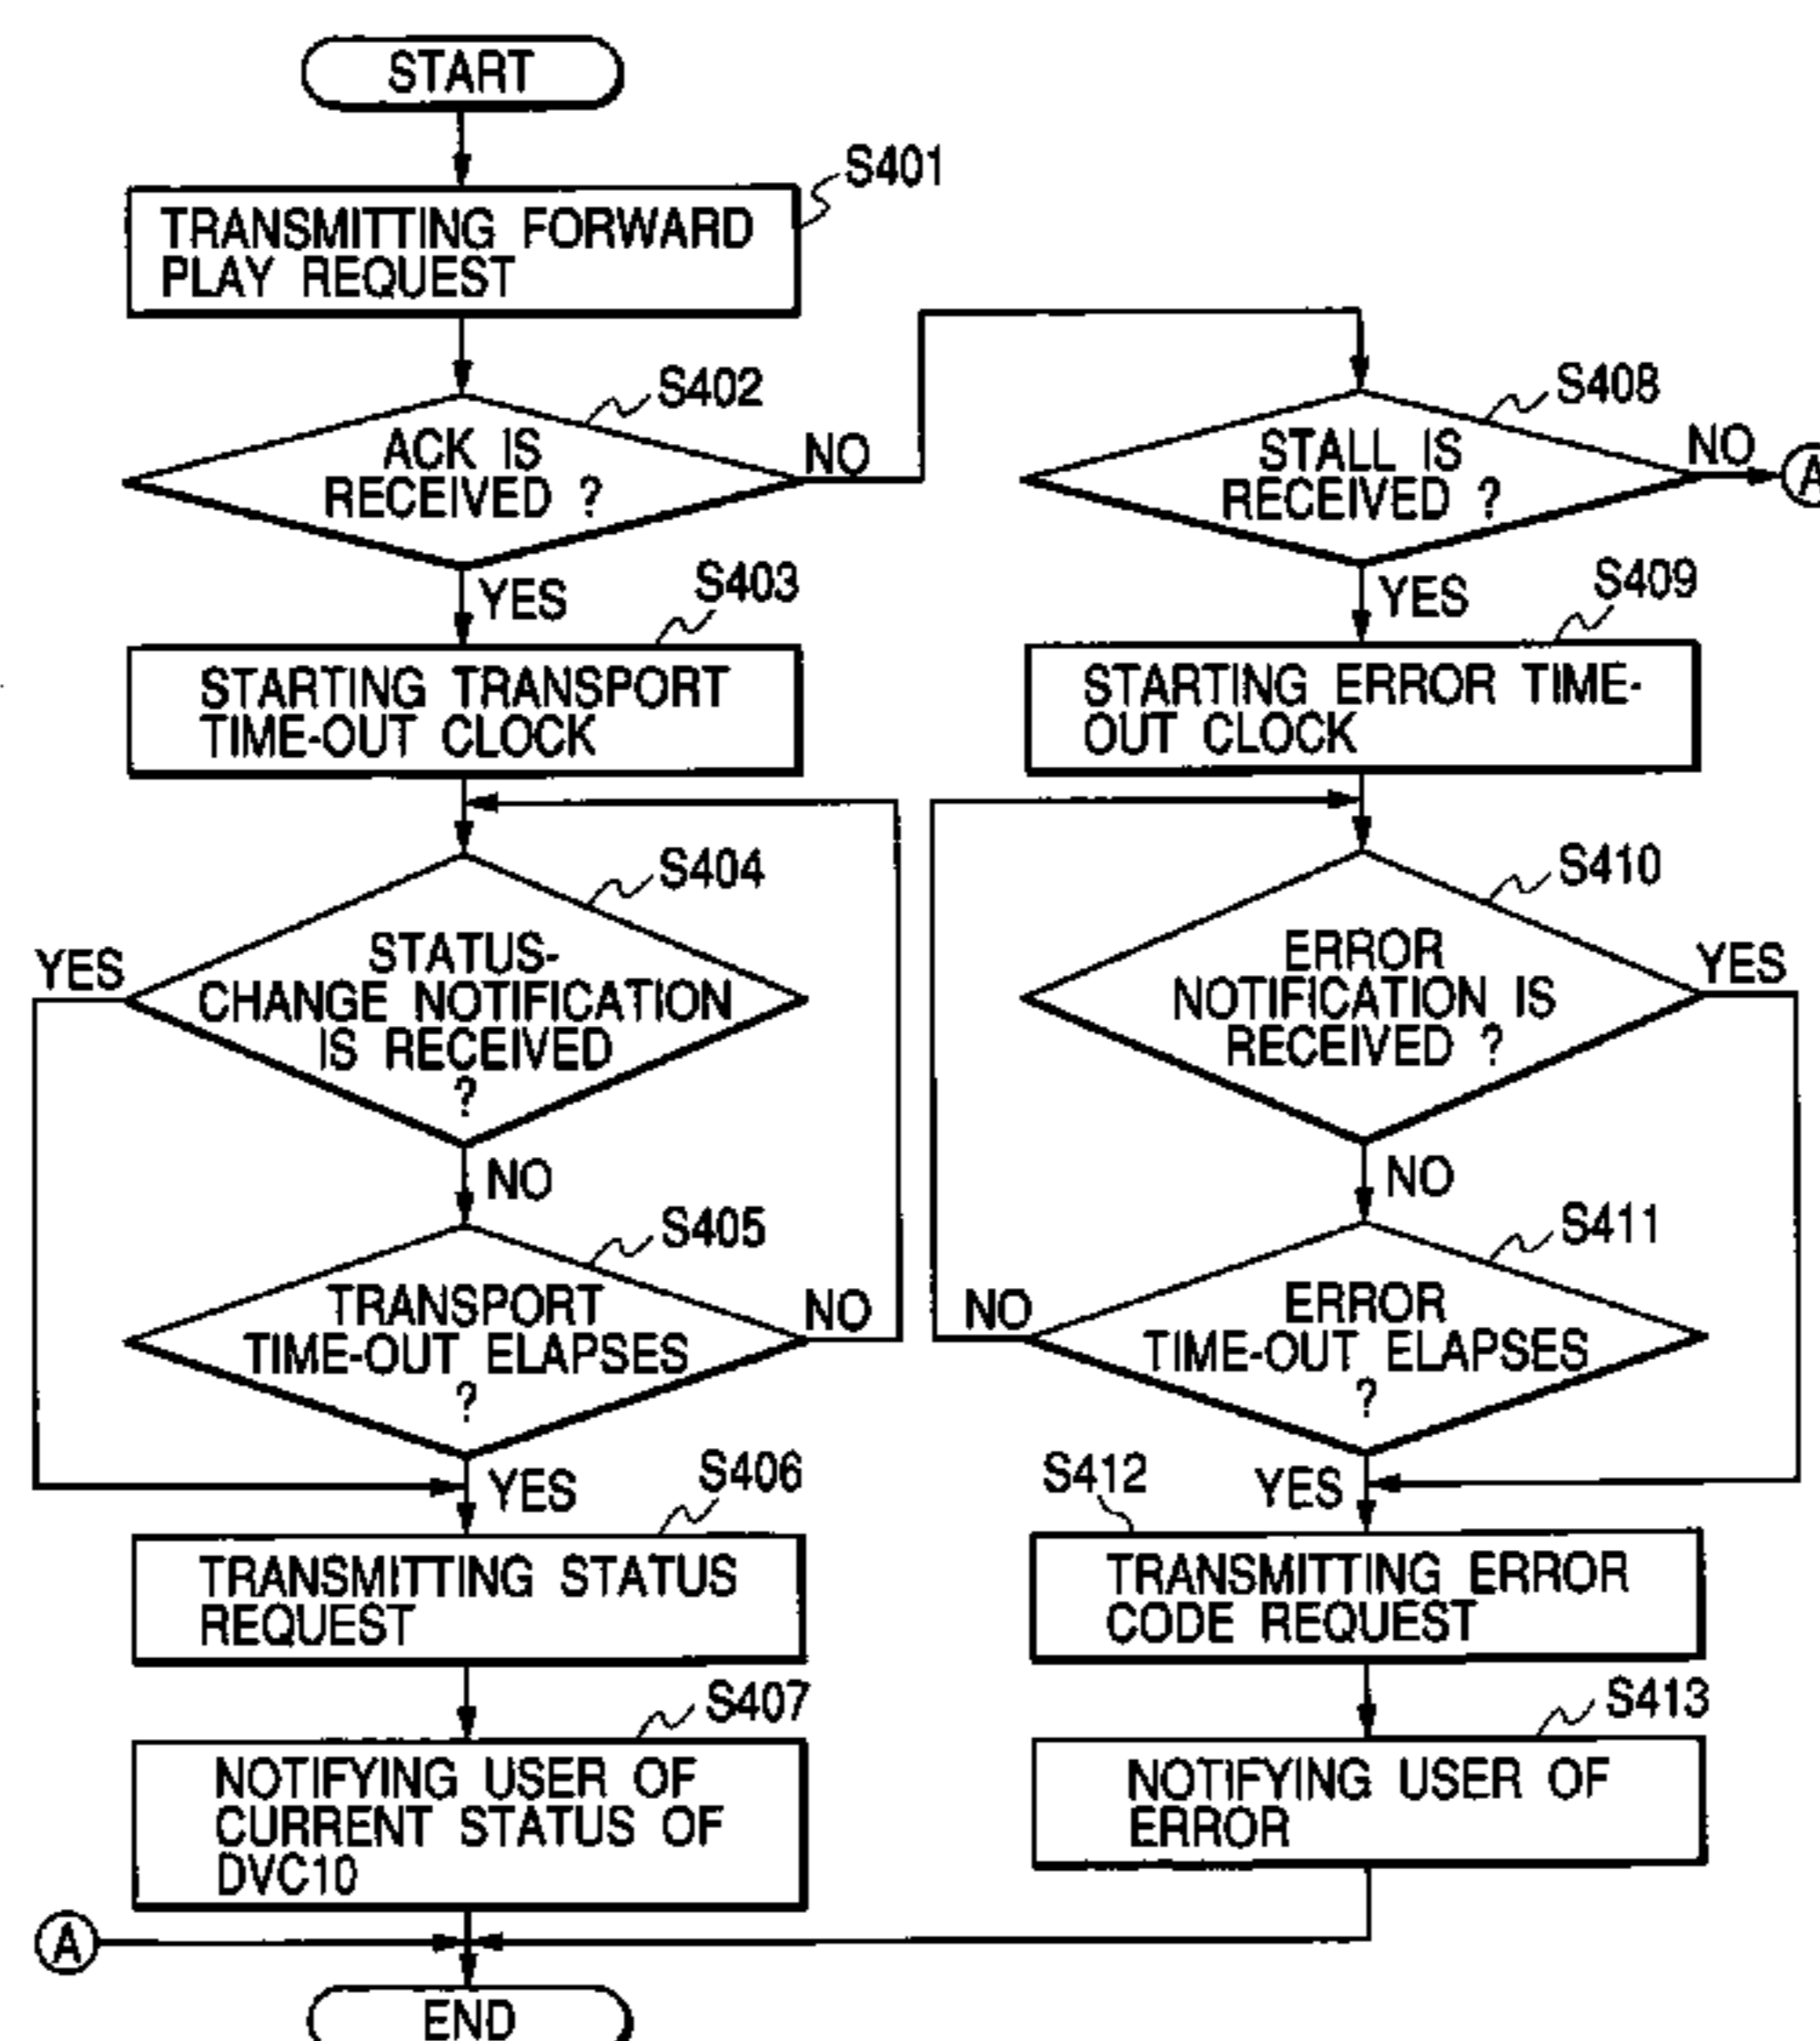 START
S401
TRANSMITTING FORWARD
PLAY REQUEST
S402
ACK IS
RECEIVED ?
NO
YES
S403
STARTING TRANSPORT
TIME-OUT CLOCK
S404
STATUS-
CHANGE NOTIFICATION
IS RECEIVED
?
YES
NO
S405
TRANSPORT
TIME-OUT ELAPSES
?
NO
YES
S406
TRANSMITTING STATUS
REQUEST
S407
NOTIFYING USER OF
CURRENT STATUS OF
DVC10
S408
STALL IS
RECEIVED ?
NO
A
YES
S409
STARTING ERROR TIME-
OUT CLOCK
S410
ERROR
NOTIFICATION IS
RECEIVED ?
YES
NO
S411
ERROR
TIME-OUT ELAPSES
?
NO
YES
S412
TRANSMITTING ERROR
CODE REQUEST
S413
NOTIFYING USER OF
ERROR
A
END